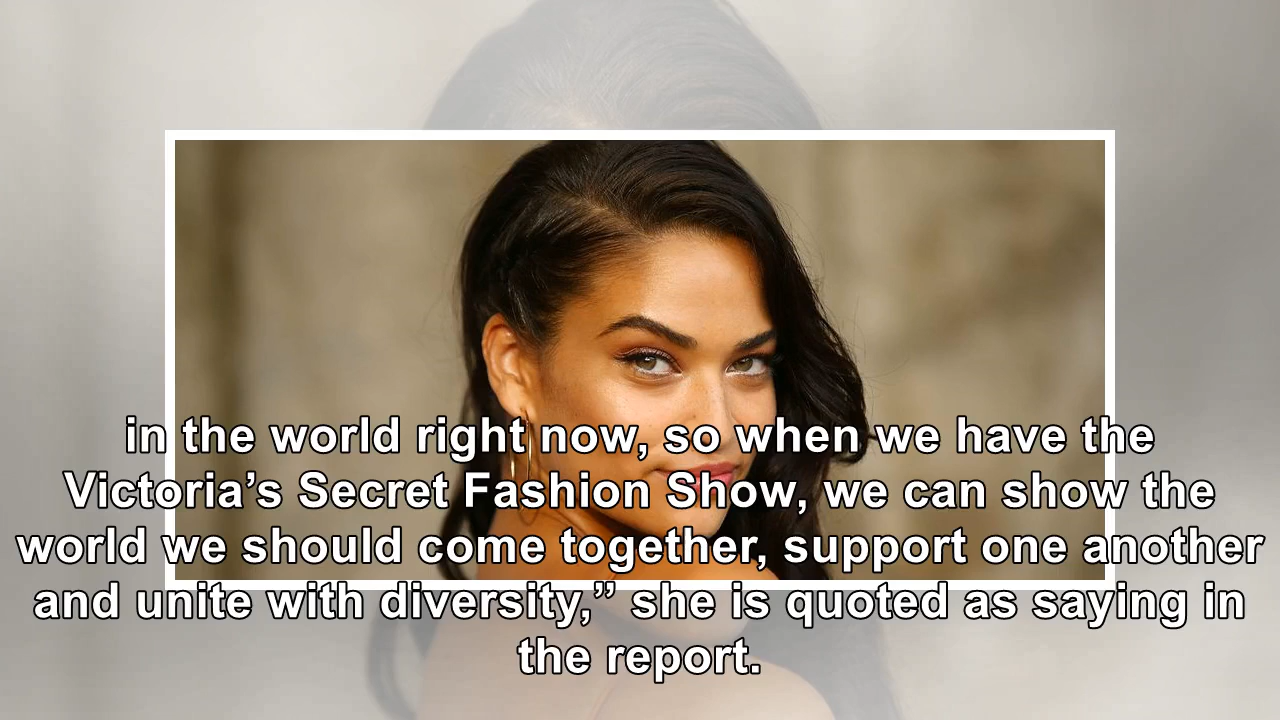 in the world right now, so when we have the
Victoria’s Secret Fashion Show, we can show the
world we should come together, support one another
and unite with diversity,” she is quoted as saying in
the report.